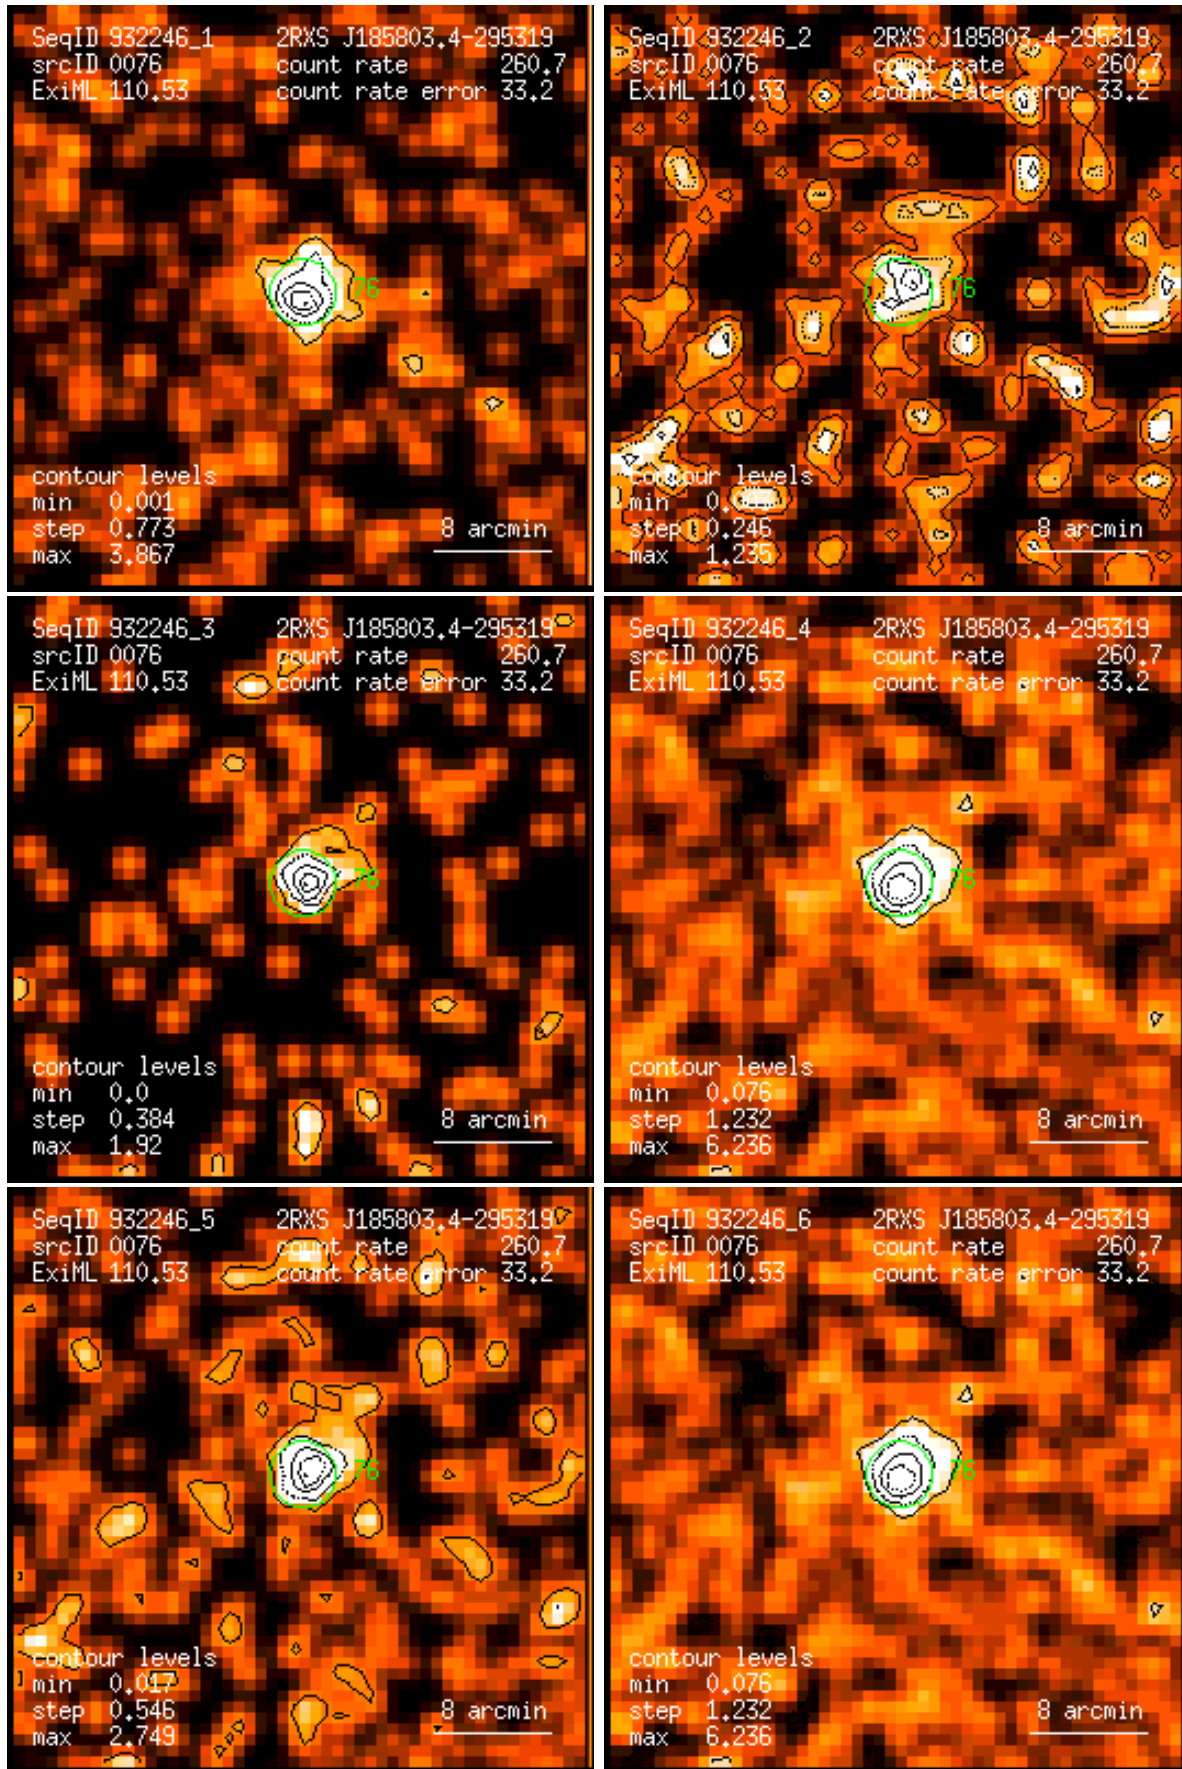 SeqID 932246_1 2RXS J185803.4-295319
srcID 0076 count rate 260.7
ExiML 110.53 count rate error 33.2
76
contour levels
min 0.001
step 0.773
max 3.867
8 arcmin
SeqID 932246_2 2RXS J185803.4-295319
srcID 0076 count rate 260.7
ExiML 110.53 count rate error 33.2
76
contour levels
min
step 0.246
max 1.235
8 arcmin
SeqID 932246_3 2RXS J185803.4-295319
srcID 0076 count rate 260.7
ExiML 110.53 count rate error 33.2
76
contour levels
min 0.0
step 0.384
max 1.92
8 arcmin
SeqID 932246_4 2RXS J185803.4-295319
srcID 0076 count rate 260.7
ExiML 110.53 count rate error 33.2
76
contour levels
min 0.076
step 1.232
max 6.236
8 arcmin
SeqID 932246_5 2RXS J185803.4-295319
srcID 0076 count rate 260.7
ExiML 110.53 count rate error 33.2
76
contour levels
min 0.017
step 0.546
max 2.749
8 arcmin
SeqID 932246_6 2RXS J185803.4-295319
srcID 0076 count rate 260.7
ExiML 110.53 count rate error 33.2
76
contour levels
min 0.076
step 1.232
max 6.236
8 arcmin